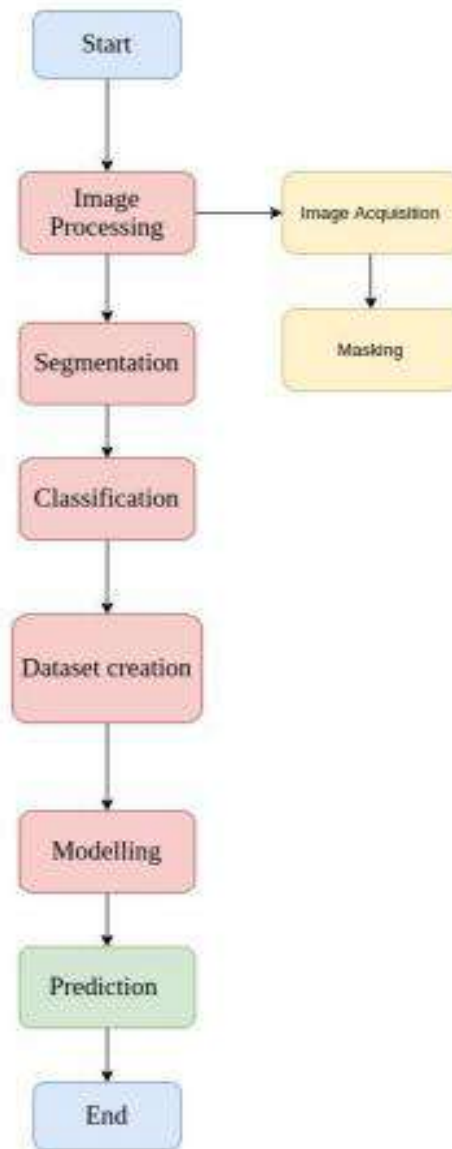 Start
Image
Processing
Image Acquisition
Segmentation
Masking
Classification
Dataset creation
Modelling
Prediction
End